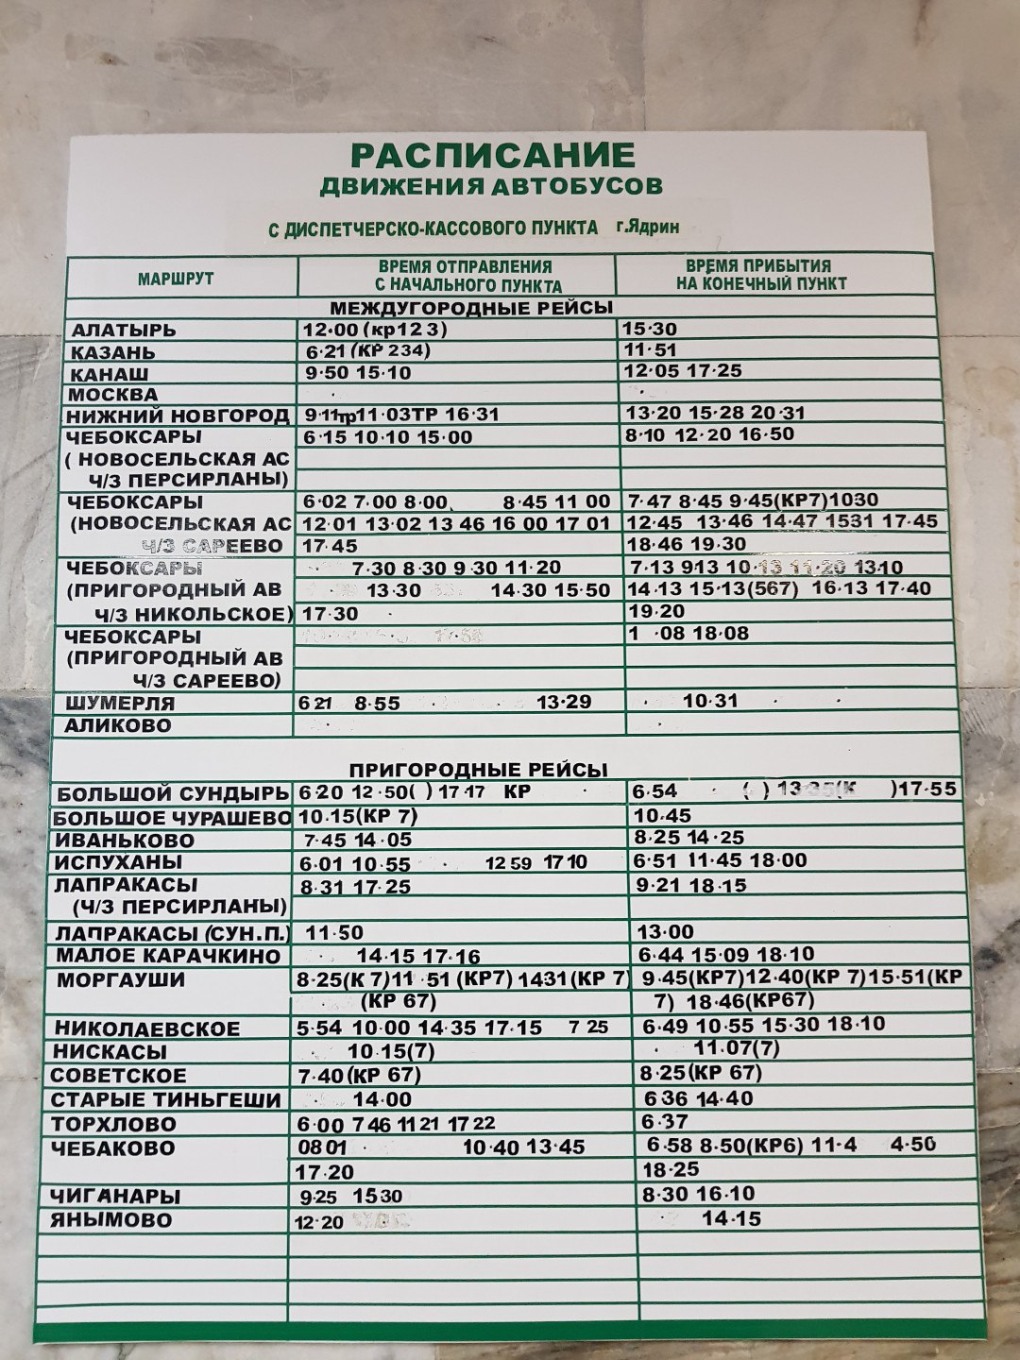 РАСПИСАНИЕ
ДВИЖЕНИЯ АВТОБУСОВ
С ДИСПЕТЧЕРСКО-КАССОВОГО ПУНКТА г.Ядрин
МАРШРУТ ВРЕМЯ ОТПРАВЛЕНИЯ С НАЧАЛЬНОГО ПУНКТА ВРЕМЯ ПРИБЫТИЯ НА КОНЕЧНЫЙ ПУНКТ
МЕЖДУГОРОДНЫЕ РЕЙСЫ
АЛАТЫРЬ 12·00 (кр12 3) 15·30
КАЗАНЬ 6·21 (КР 234) 11·51
КАНАШ 9·50 15·10 12·05 17·25
МОСКВА
НИЖНИЙ НОВГОРОД 9·11тр11·03ТР 16·31 13·20 15·28 20·31
ЧЕБОКСАРЫ 6·15 10·10 15·00 8·10 12·20 16·50
( НОВОСЕЛЬСКАЯ АС
Ч/З ПЕРСИРЛАНЫ)
ЧЕБОКСАРЫ 6·02 7·00 8·00 8·45 11 00 7·47 8·45 9·45(КР7)1030
(НОВОСЕЛЬСКАЯ АС 12·01 13·02 13 46 16 00 17 01 12·45 13·46 14·47 1531 17·45
Ч/З САРЕЕВО 17·45 18·46 19·30
ЧЕБОКСАРЫ 7·30 8·30 9·30 11·20 7·13 913 10·13 11·20 13·10
(ПРИГОРОДНЫЙ АВ 13·30 14·30 15·50 14·13 15·13(567) 16·13 17·40
Ч/З НИКОЛЬСКОЕ) 17·30 19·20
ЧЕБОКСАРЫ 1 ·08 18·08
(ПРИГОРОДНЫЙ АВ
Ч/З САРЕЕВО)
ШУМЕРЛЯ 6 21 8·55 13·29 10·31
АЛИКОВО
ПРИГОРОДНЫЕ РЕЙСЫ
БОЛЬШОЙ СУНДЫРЬ 6·20 12·50( ) 17·17 КР 6·54 ( ) 13·35(К )17·55
БОЛЬШОЕ ЧУРАШЕВО 10·15(КР 7) 10·45
ИВАНЬКОВО 7·45 14·05 8·25 14·25
ИСПУХАНЫ 6·01 10·55 12 59 17 10 6·51 11·45 18·00
ЛАПРАКАСЫ 8·31 17·25 9·21 18·15
(Ч/З ПЕРСИРЛАНЫ)
ЛАПРАКАСЫ (СУН.П.) 11·50 13·00
МАЛОЕ КАРАЧКИНО 14·15 17·16 6·44 15·09 18·10
МОРГАУШИ 8·25(К 7)11·51 (КР7) 1431(КР 7) 9·45(КР7)12·40(КР 7)15·51(КР
(КР 67) 7) 18·46(КР67)
НИКОЛАЕВСКОЕ 5·54 10·00 14·35 17·15 7 25 6·49 10·55 15·30 18·10
НИСКАСЫ 10·15(7) 11·07(7)
СОВЕТСКОЕ 7·40(КР 67) 8·25(КР 67)
СТАРЫЕ ТИНЬГЕШИ 14·00 6 36 14·40
ТОРХЛОВО 6·00 7 46 11 21 17 22 6·37
ЧЕБАКОВО 08 01 10·40 13·45 6·58 8·50(КР6) 11·4 4·50
17·20 18·25
ЧИГАНАРЫ 9·25 15 30 8·30 16·10
ЯНЫМОВО 12·20 14·15